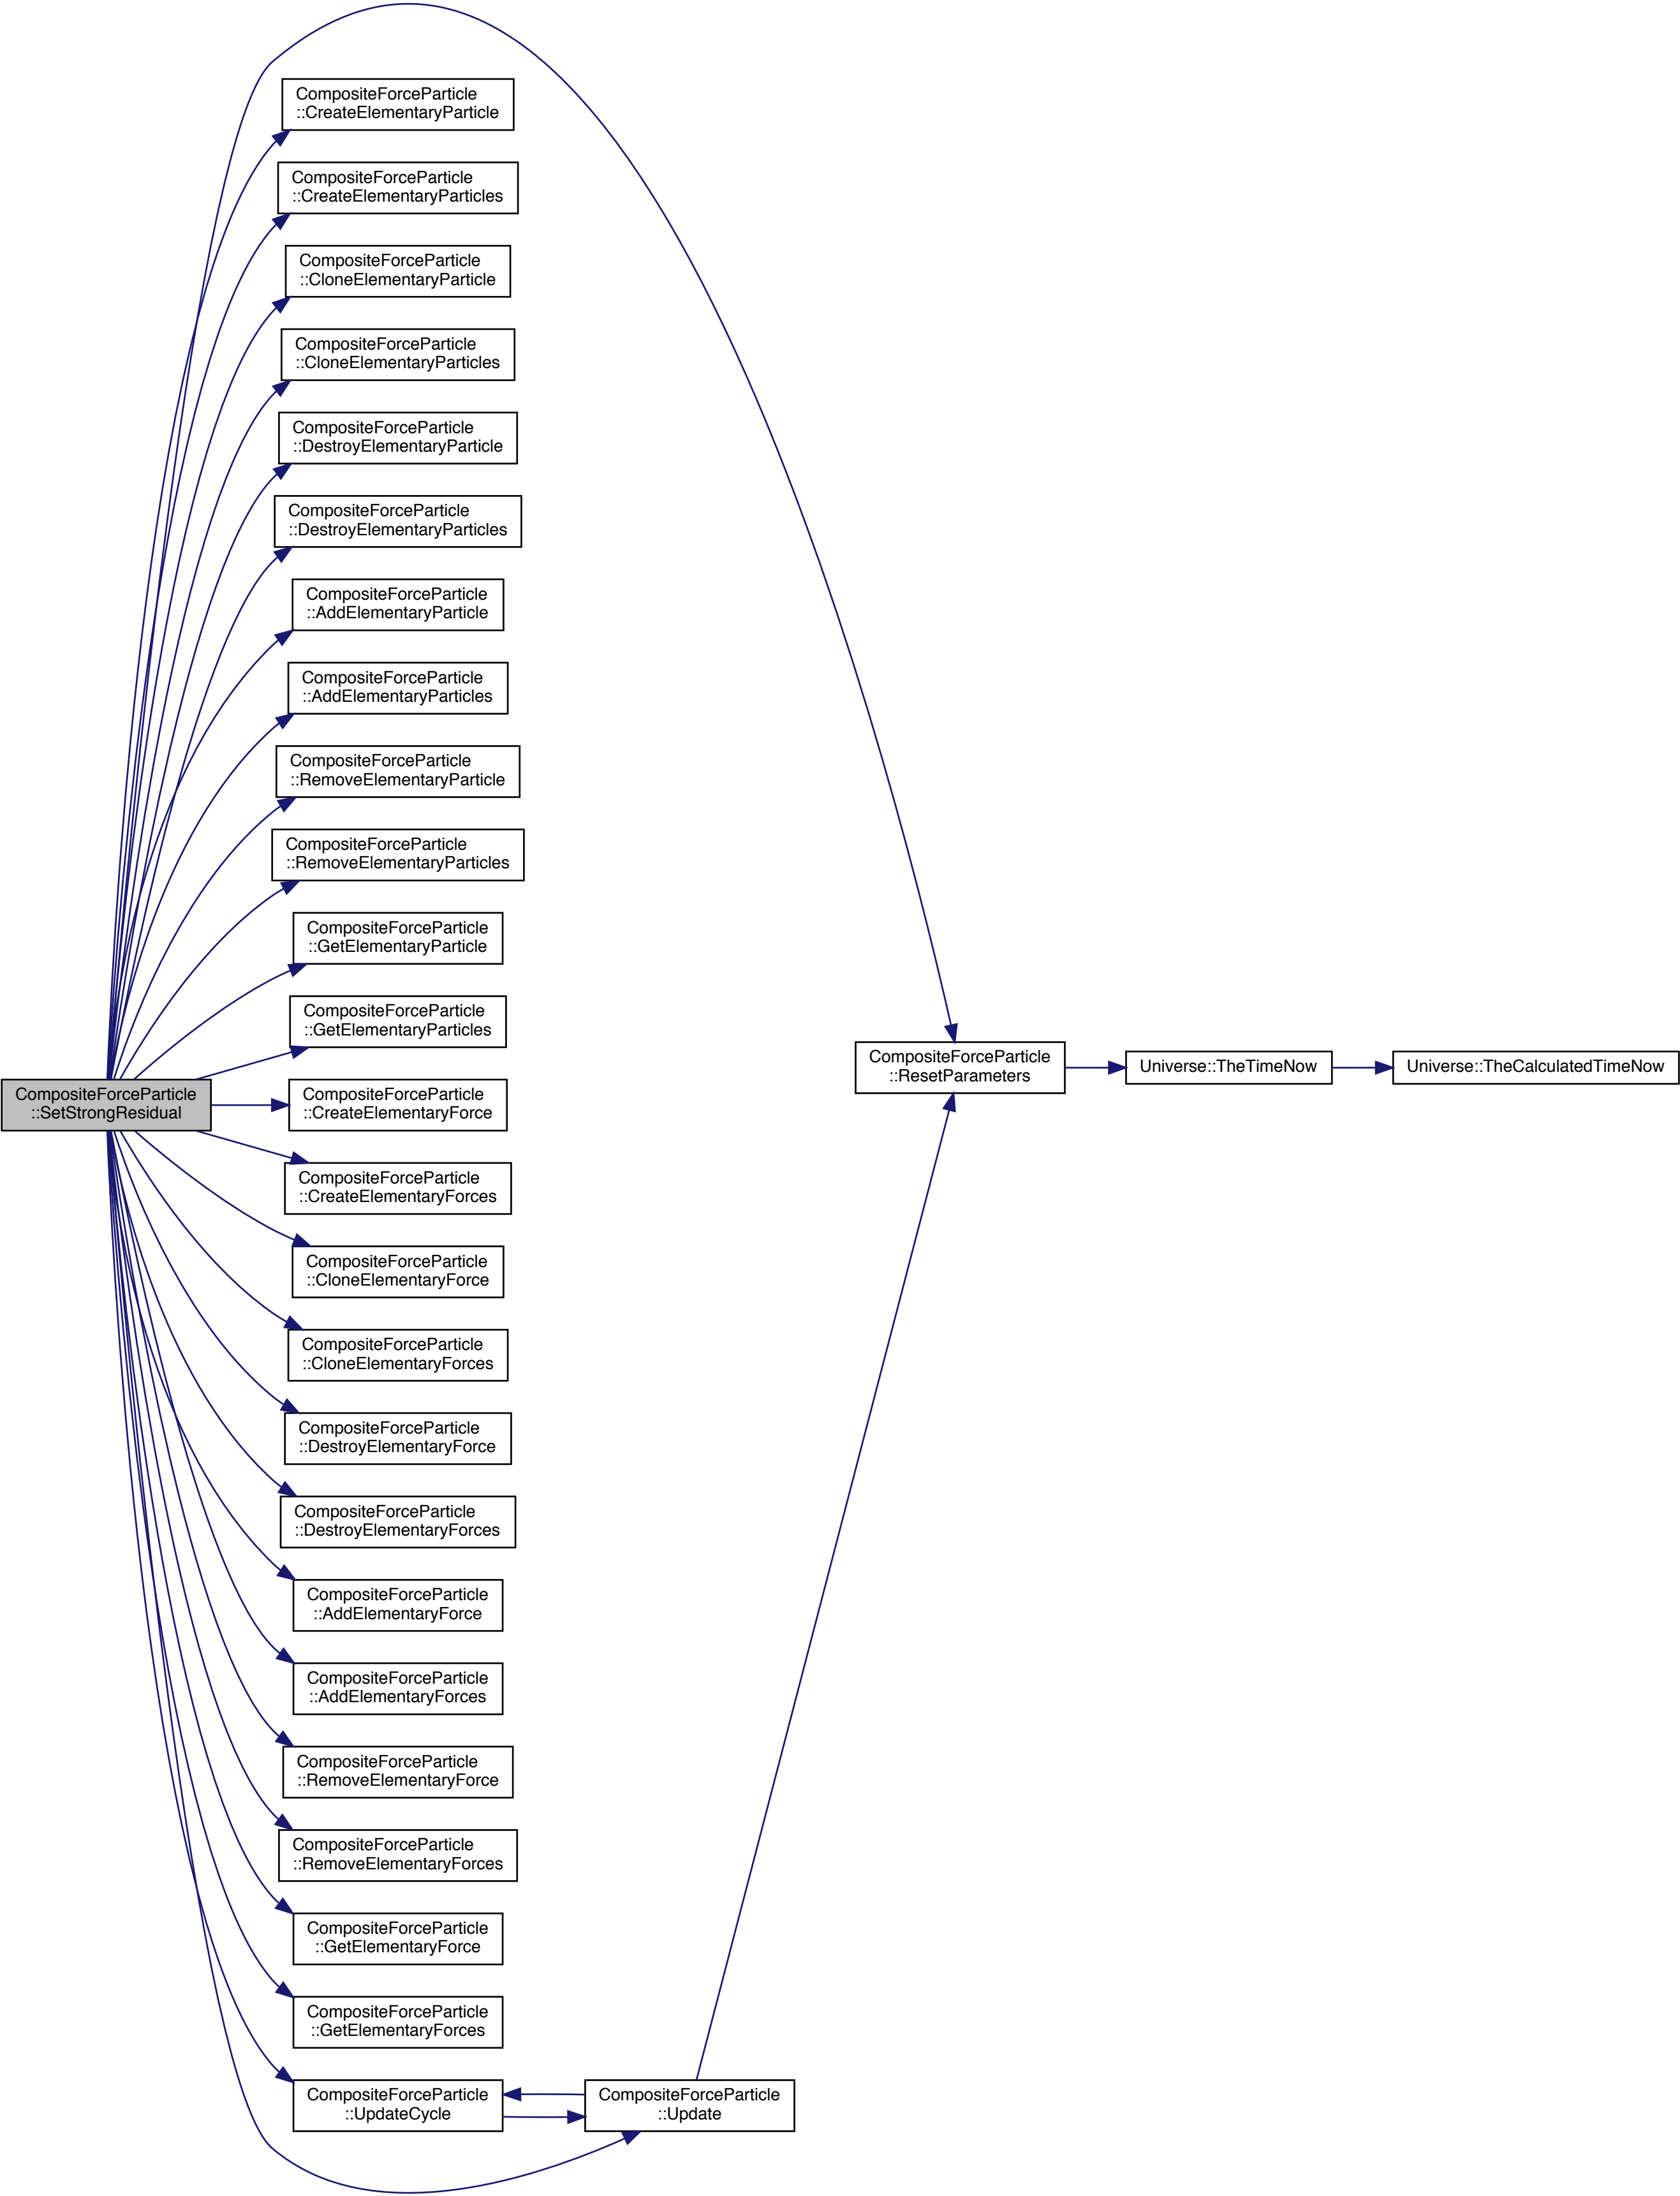 CompositeForceParticle
::CreateElementaryParticle
CompositeForceParticle
::CreateElementaryParticles
CompositeForceParticle
::CloneElementaryParticle
CompositeForceParticle
::CloneElementaryParticles
CompositeForceParticle
::DestroyElementaryParticle
CompositeForceParticle
::DestroyElementaryParticles
CompositeForceParticle
::AddElementaryParticle
CompositeForceParticle
::AddElementaryParticles
CompositeForceParticle
::RemoveElementaryParticle
CompositeForceParticle
::RemoveElementaryParticles
CompositeForceParticle
::GetElementaryParticle
CompositeForceParticle
::GetElementaryParticles
CompositeForceParticle
::SetStrongResidual
CompositeForceParticle
::CreateElementaryForce
CompositeForceParticle
::ResetParameters
Universe::TheTimeNow
Universe::TheCalculatedTimeNow
CompositeForceParticle
::CreateElementaryForces
CompositeForceParticle
::CloneElementaryForce
CompositeForceParticle
::CloneElementaryForces
CompositeForceParticle
::DestroyElementaryForce
CompositeForceParticle
::DestroyElementaryForces
CompositeForceParticle
::AddElementaryForce
CompositeForceParticle
::AddElementaryForces
CompositeForceParticle
::RemoveElementaryForce
CompositeForceParticle
::RemoveElementaryForces
CompositeForceParticle
::GetElementaryForce
CompositeForceParticle
::GetElementaryForces
CompositeForceParticle
::UpdateCycle
CompositeForceParticle
::Update